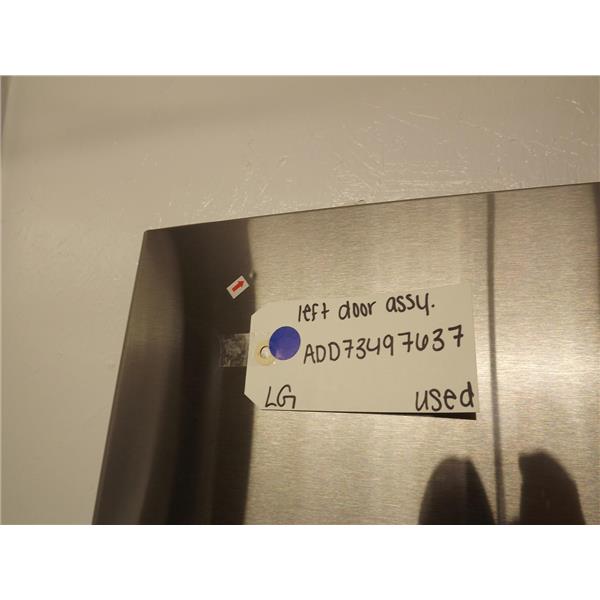 left door assy.
ADD73497637
LG used